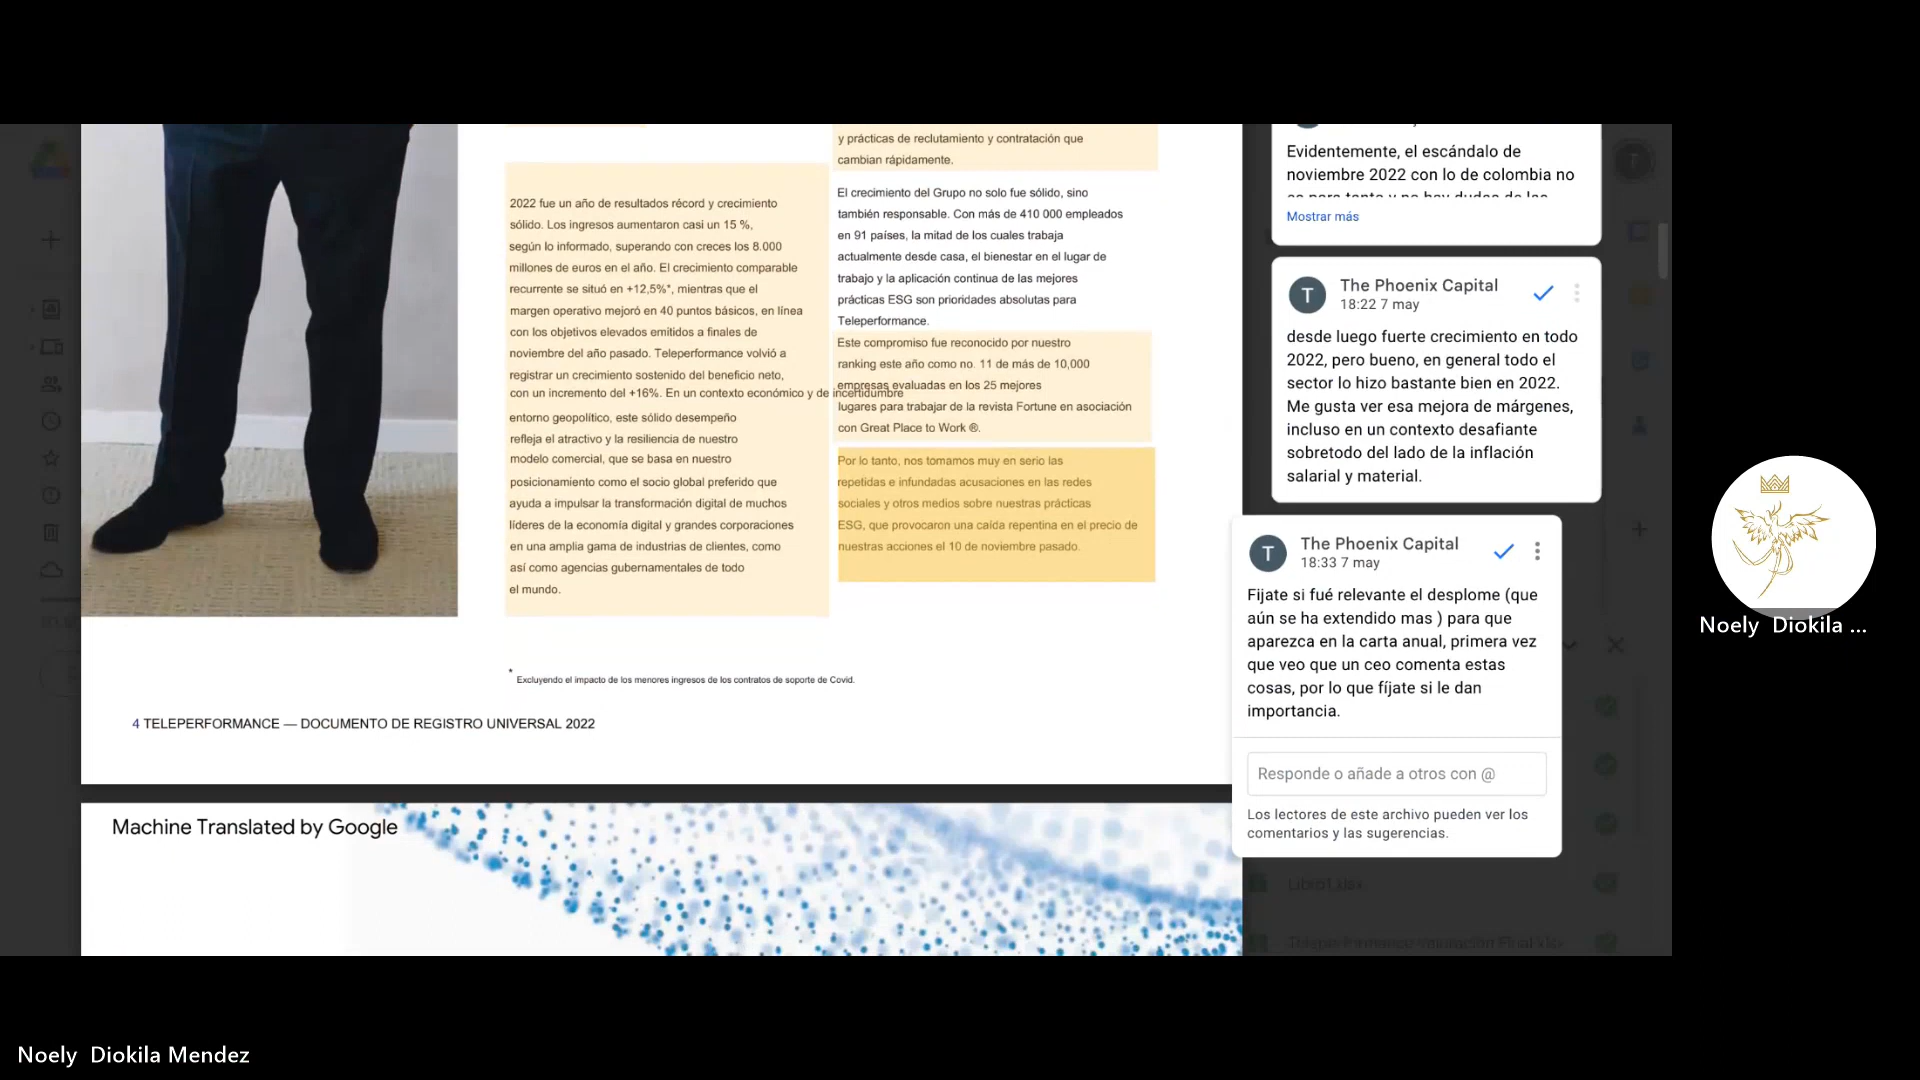 2022 fue un año de resultados récord y crecimiento
sólido. Los ingresos aumentaron casi un 15 %,
según lo informado, superando con creces los 8.000
millones de euros en el año. El crecimiento comparable
recurrente se situó en +12,5%*, mientras que el
margen operativo mejoró en 40 puntos básicos, en línea
con los objetivos elevados emitidos a finales de
noviembre del año pasado. Teleperformance volvió a
registrar un crecimiento sostenido del beneficio neto,
con un incremento del +16%. En un contexto económico y de incertidumbre
entorno geopolítico, este sólido desempeño
refleja el atractivo y la resiliencia de nuestro
modelo comercial, que se basa en nuestro
posicionamiento como el socio global preferido que
ayuda a impulsar la transformación digital de muchos
líderes de la economía digital y grandes corporaciones
en una amplia gama de industrias de clientes, como
así como agencias gubernamentales de todo
el mundo.
y prácticas de reclutamiento y contratación que
cambian rápidamente.
El crecimiento del Grupo no solo fue sólido, sino
también responsable. Con más de 410 000 empleados
en 91 países, la mitad de los cuales trabaja
actualmente desde casa, el bienestar en el lugar de
trabajo y la aplicación continua de las mejores
prácticas ESG son prioridades absolutas para
Teleperformance.
Este compromiso fue reconocido por nuestro
ranking este año como no. 11 de más de 10,000
empresas evaluadas en los 25 mejores
lugares para trabajar de la revista Fortune en asociación
con Great Place to Work ®.
Por lo tanto, nos tomamos muy en serio las
repetidas e infundadas acusaciones en las redes
sociales y otros medios sobre nuestras prácticas
ESG, que provocaron una caída repentina en el precio de
nuestras acciones el 10 de noviembre pasado.
* Excluyendo el impacto de los menores ingresos de los contratos de soporte de Covid.
4 TELEPERFORMANCE — DOCUMENTO DE REGISTRO UNIVERSAL 2022
Machine Translated by Google
Evidentemente, el escándalo de
noviembre 2022 con lo de colombia no
Mostrar más
T
The Phoenix Capital
18:22 7 may
desde luego fuerte crecimiento en todo
2022, pero bueno, en general todo el
sector lo hizo bastante bien en 2022.
Me gusta ver esa mejora de márgenes,
incluso en un contexto desafiante
sobretodo del lado de la inflación
salarial y material.
T
The Phoenix Capital
18:33 7 may
Fijate si fué relevante el desplome (que
aún se ha extendido mas ) para que
aparezca en la carta anual, primera vez
que veo que un ceo comenta estas
cosas, por lo que fíjate si le dan
importancia.
Responde o añade a otros con @
Los lectores de este archivo pueden ver los
comentarios y las sugerencias.
Libro1.xlsx
Noely Diokila ...
Noely Diokila Mendez